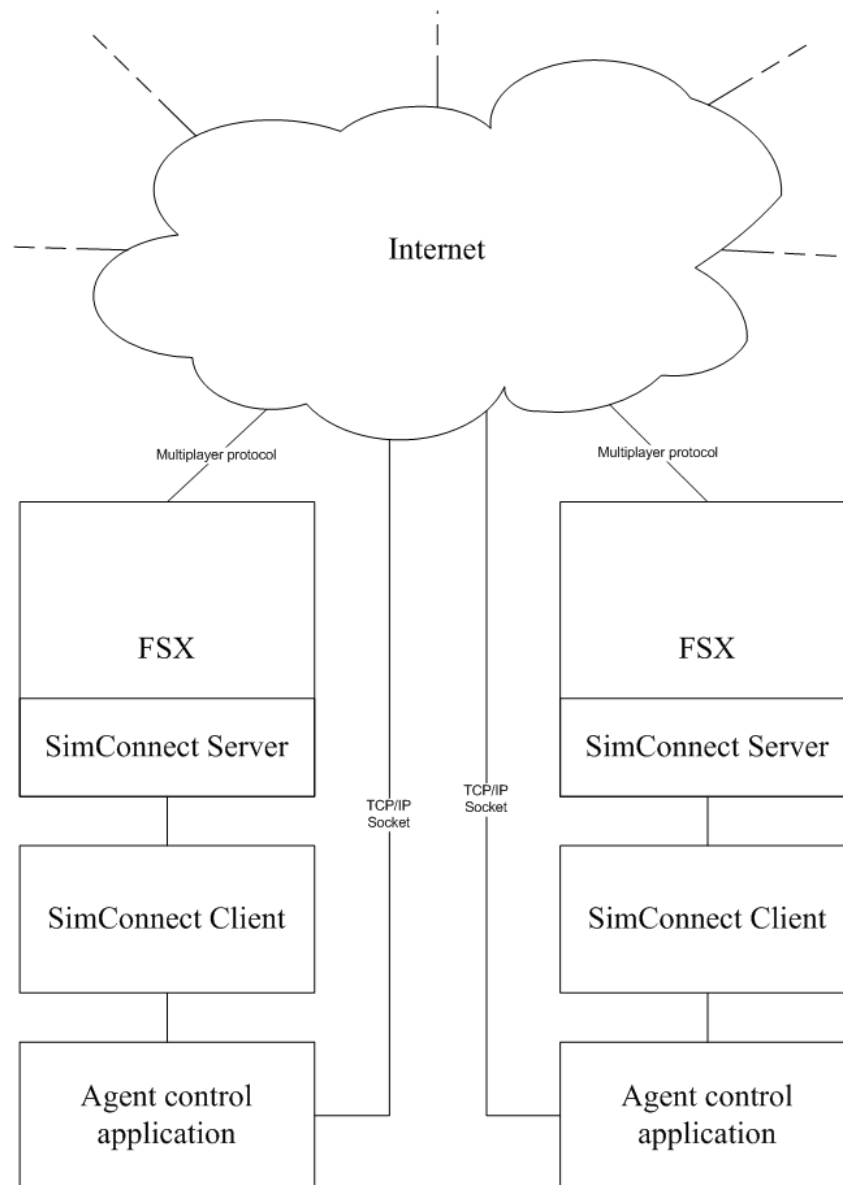 Internet
Multiplayer protocol
Multiplayer protocol
FSX
FSX
SimConnect Server
SimConnect Server
TCP/IP
Socket
TCP/IP
Socket
SimConnect Client
SimConnect Client
Agent control
application
Agent control
application